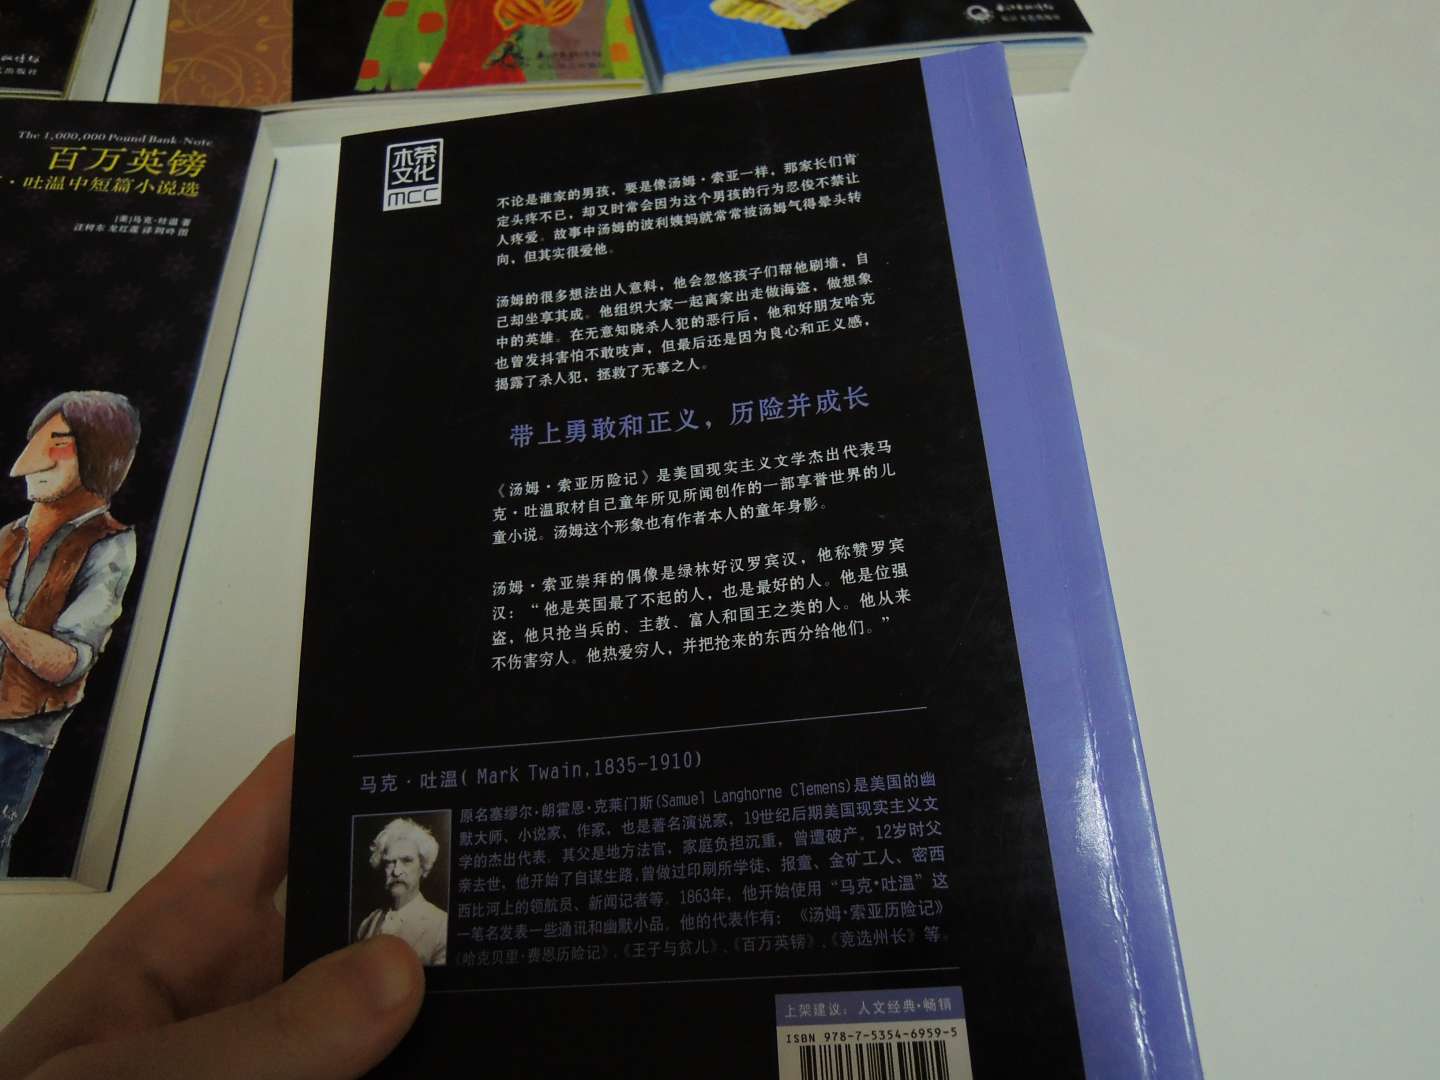 The 1,000,000 Pound Bank-Note
百万英镑
·吐温中短篇小说选
[美]马克·吐温 著
汪树东 龙红莲 译 周吟 图
木茶
文化
MCC
不论是谁家的男孩，要是像汤姆·索亚一样，那家长们肯
定头疼不已，却又时常会因为这个男孩的行为忍俊不禁让
人疼爱。故事中汤姆的波利姨妈就常常被汤姆气得晕头转
向，但其实很爱他。
汤姆的很多想法出人意料，他会忽悠孩子们帮他刷墙，自
己却坐享其成。他组织大家一起离家出走做海盗，做想象
中的英雄。在无意知晓杀人犯的恶行后，他和好朋友哈克
也曾发抖害怕不敢吱声，但最后还是因为良心和正义感，
揭露了杀人犯，拯救了无辜之人。
带上勇敢和正义，历险并成长
《汤姆·索亚历险记》是美国现实主义文学杰出代表马
克·吐温取材自己童年所见所闻创作的一部享誉世界的儿
童小说。汤姆这个形象也有作者本人的童年身影。
汤姆·索亚崇拜的偶像是绿林好汉罗宾汉，他称赞罗宾
汉：“他是英国最了不起的人，也是最好的人。他是位强
盗，他只抢当兵的、主教、富人和国王之类的人。他从来
不伤害穷人。他热爱穷人，并把抢来的东西分给他们。”
马克·吐温( Mark Twain,1835-1910)
原名塞缪尔·朗霍恩·克莱门斯(Samuel Langhorne Clemens)是美国的幽
默大师、小说家、作家，也是著名演说家，19世纪后期美国现实主义文
学的杰出代表。其父是地方法官，家庭负担沉重，曾遭破产。12岁时父
亲去世，他开始了自谋生路,曾做过印刷所学徒、报童、金矿工人、密西
西比河上的领航员、新闻记者等。1863年，他开始使用“马克·吐温”这
一笔名发表一些通讯和幽默小品。他的代表作有：《汤姆·索亚历险记》
《哈克贝里·费恩历险记》、《王子与贫儿》、《百万英镑》、《竞选州长》等。
上架建议：人文经典·畅销
ISBN 978-7-5354-6959-5